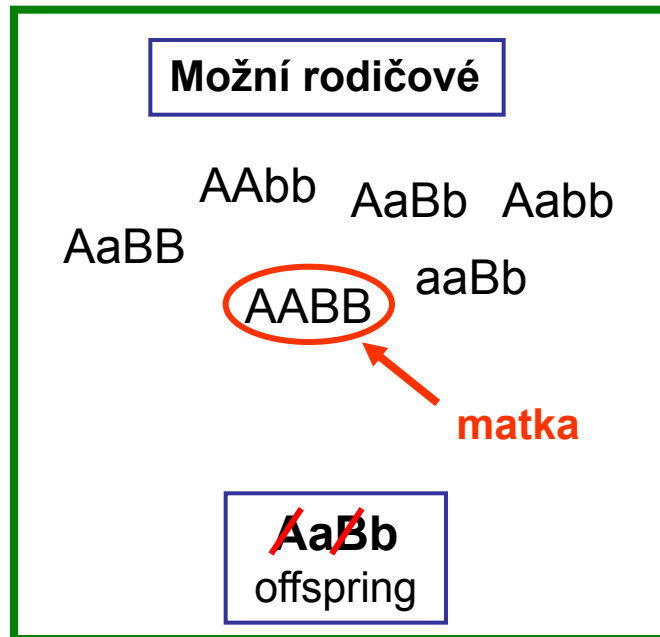 Možní rodičové
AAbb
AaBb
Aabb
AaBB
aaBb
AABB
matka
AaBb
offspring